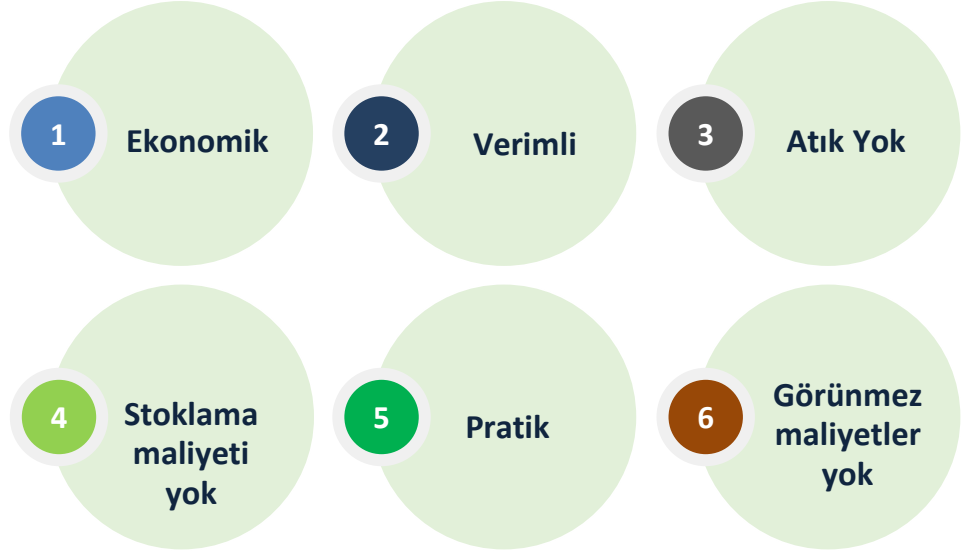 1
Ekonomik
2
Verimli
3
Atık Yok
4
Stoklama
maliyeti
yok
5
Pratik
6
Görünmez
maliyetler
yok